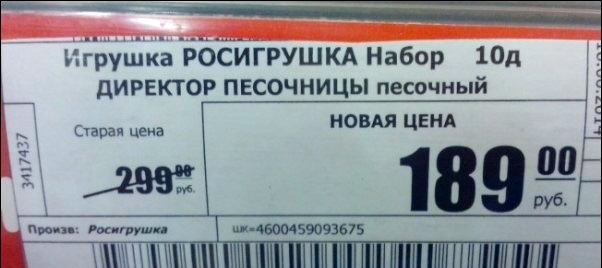 Игрушка РОСИГРУШКА Набор 10д
ДИРЕКТОР ПЕСОЧНИЦЫ песочный
Старая цена
НОВАЯ ЦЕНА
299
руб.
189 00
руб.
3417437
Произв: Росигрушка
шк=4600459093675